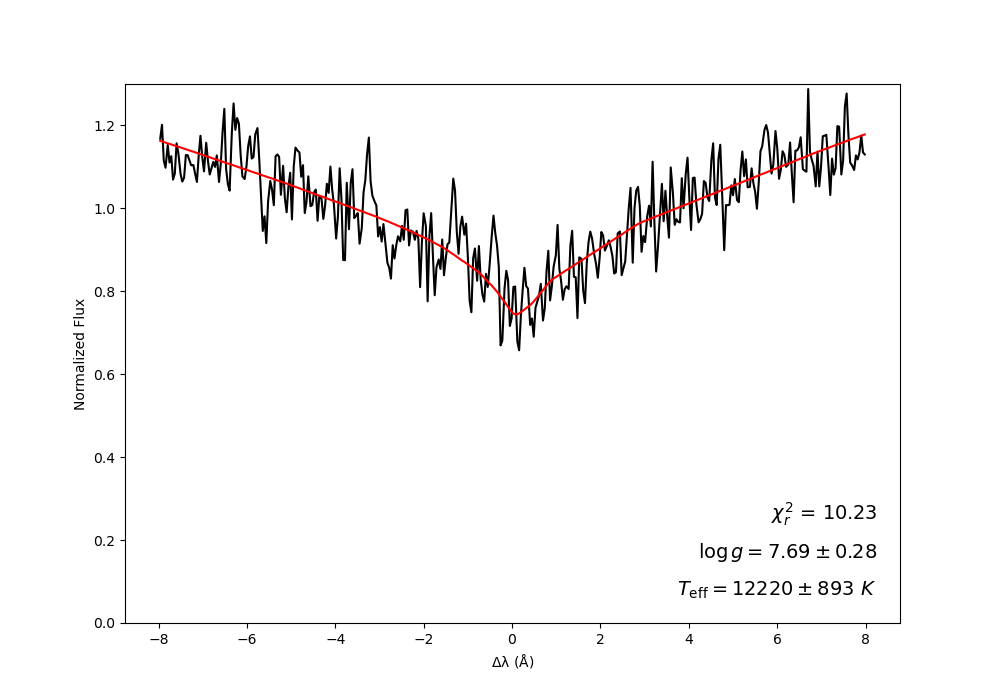 1.2
1.0
0.8
0.6
0.4
0.2
0.0
Normalized Flux
χ²ᵣ = 10.23
log g = 7.69 ± 0.28
T_eff = 12220 ± 893 K
−8 −6 −4 −2 0 2 4 6 8
Δλ (Å)